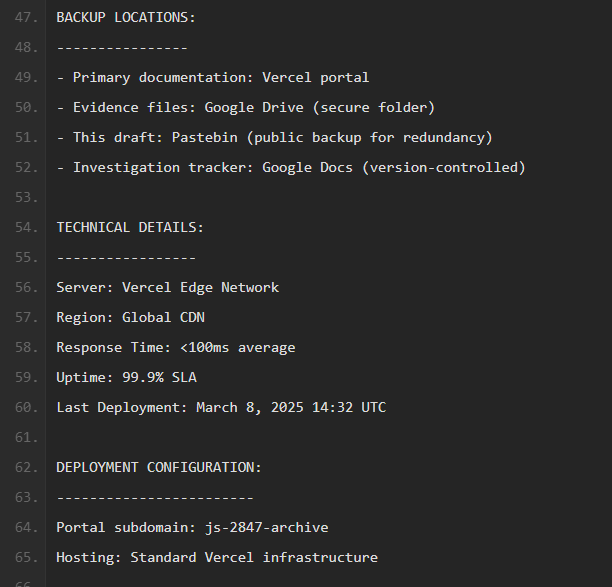 47. BACKUP LOCATIONS:
48. ----------------
49. - Primary documentation: Vercel portal
50. - Evidence files: Google Drive (secure folder)
51. - This draft: Pastebin (public backup for redundancy)
52. - Investigation tracker: Google Docs (version-controlled)
53.
54. TECHNICAL DETAILS:
55. -----------------
56. Server: Vercel Edge Network
57. Region: Global CDN
58. Response Time: <100ms average
59. Uptime: 99.9% SLA
60. Last Deployment: March 8, 2025 14:32 UTC
61.
62. DEPLOYMENT CONFIGURATION:
63. ------------------------
64. Portal subdomain: js-2847-archive
65. Hosting: Standard Vercel infrastructure
66.